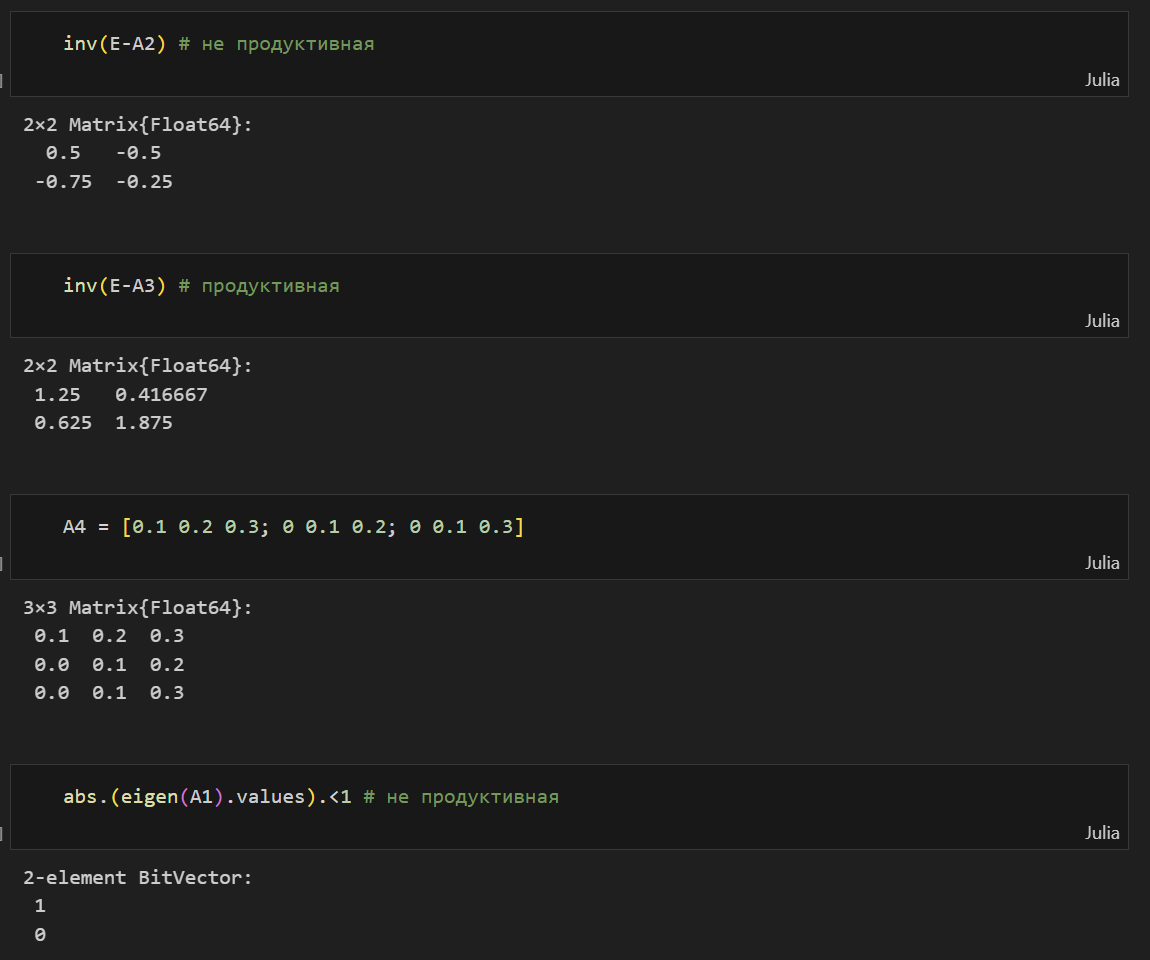 inv(E-A2) # не продуктивная
Julia
2×2 Matrix{Float64}:
  0.5   -0.5
 -0.75  -0.25
inv(E-A3) # продуктивная
Julia
2×2 Matrix{Float64}:
 1.25   0.416667
 0.625  1.875
A4 = [0.1 0.2 0.3; 0 0.1 0.2; 0 0.1 0.3]
Julia
3×3 Matrix{Float64}:
 0.1  0.2  0.3
 0.0  0.1  0.2
 0.0  0.1  0.3
abs.(eigen(A1).values).<1 # не продуктивная
Julia
2-element BitVector:
 1
 0